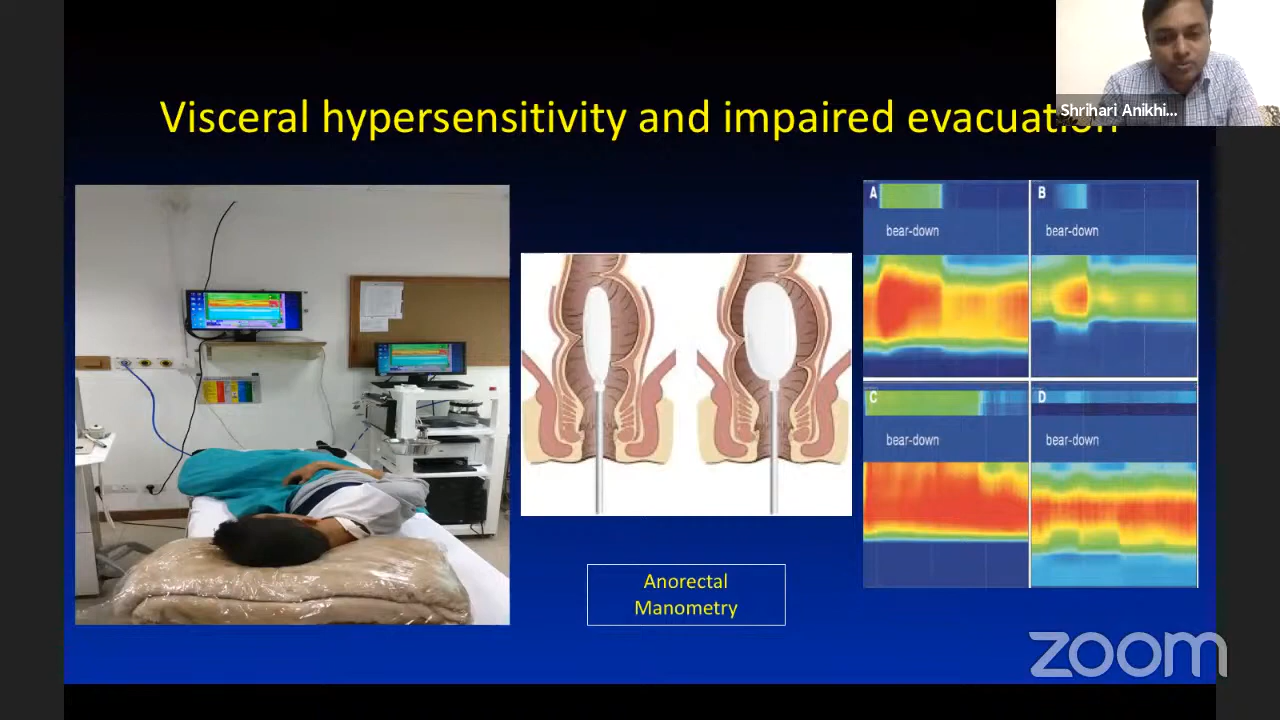 Shrihari Anikhi...
Visceral hypersensitivity and impaired evacuation
A
bear-down
B
bear-down
C
bear-down
D
bear-down
Anorectal
Manometry
zoom